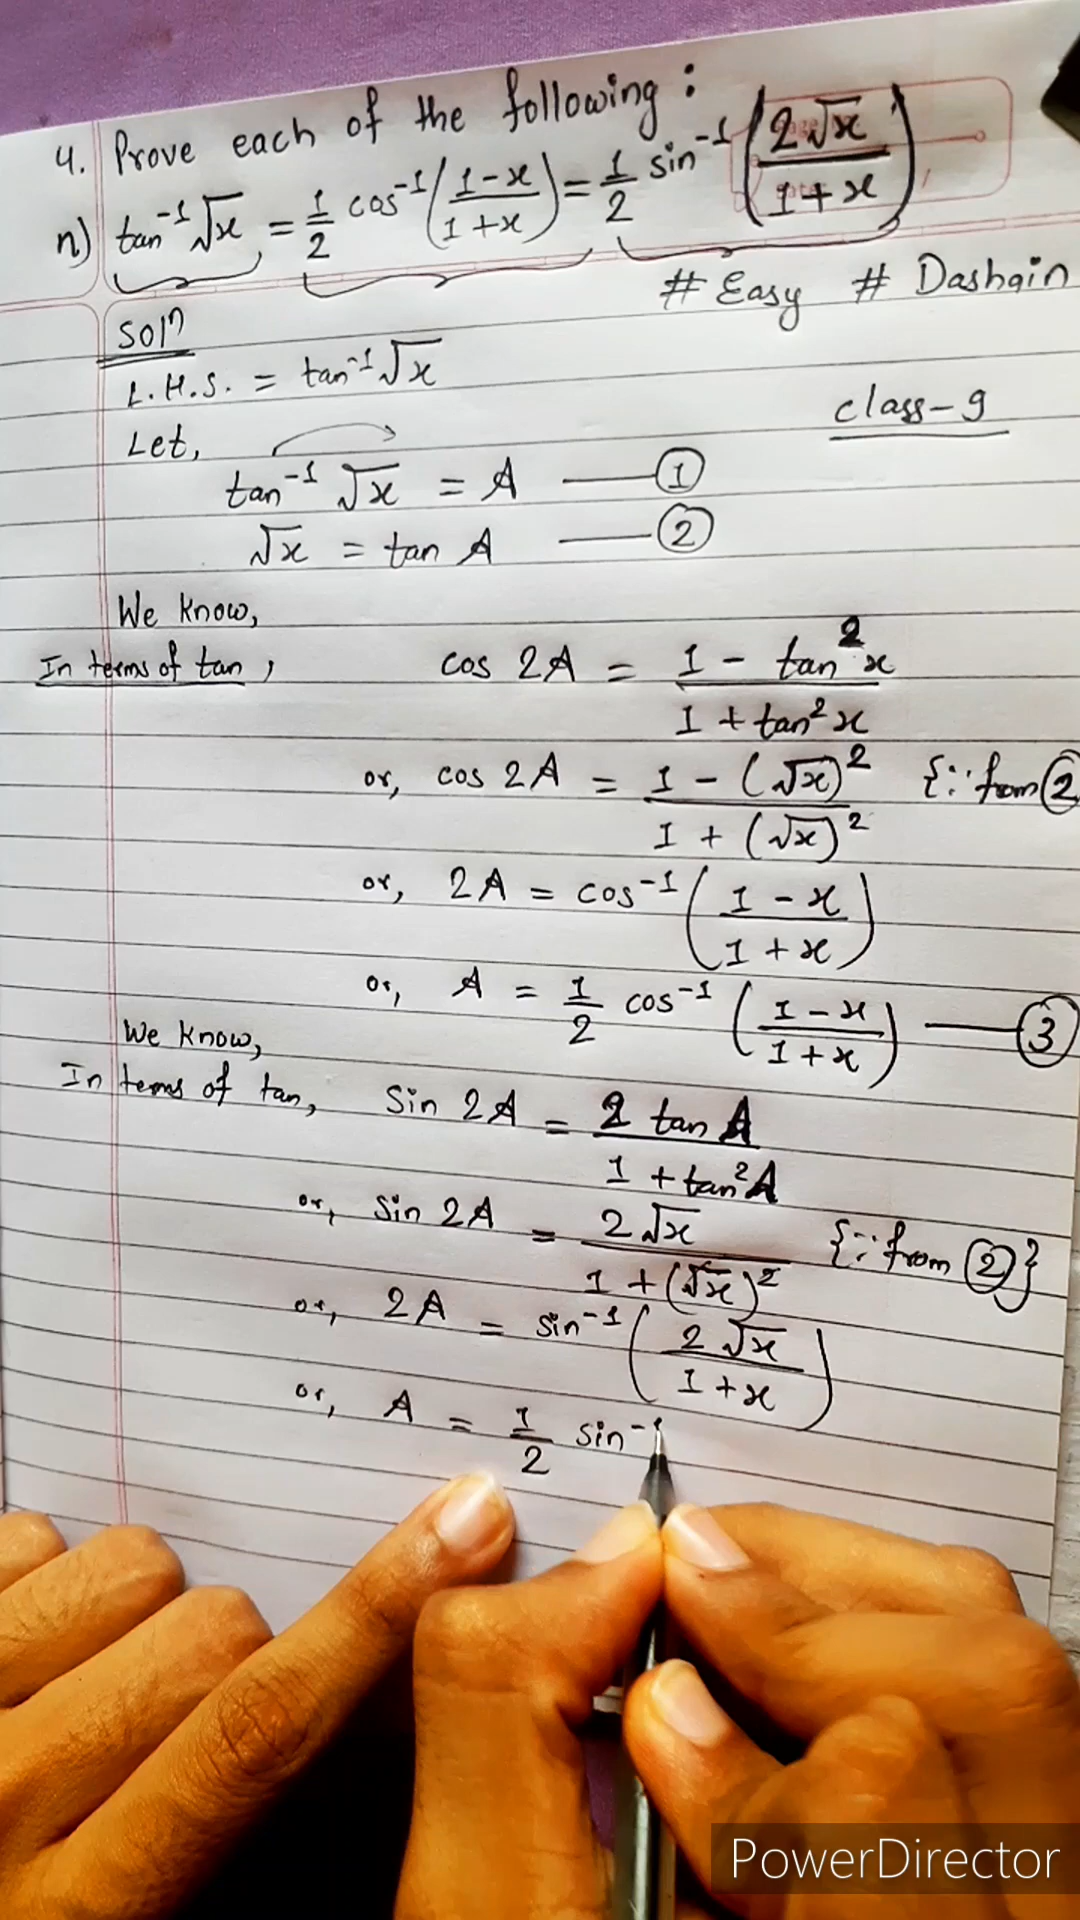 4. Prove each of the following :
n) tan⁻¹√x = 1/2 cos⁻¹((1-x)/(1+x)) = 1/2 sin⁻¹((2√x)/(1+x))
# Easy # Dashain
Solⁿ
L.H.S. = tan⁻¹√x
class-9
Let,
tan⁻¹ √x = A —— ①
√x = tan A —— ②
We know,
In terms of tan, cos 2A = (1 - tan²x)/(1 + tan²x)
or, cos 2A = (1 - (√x)²)/(1 + (√x)²) {∵ from ②
or, 2A = cos⁻¹((1 - x)/(1 + x))
or, A = 1/2 cos⁻¹((1 - x)/(1 + x)) —— ③
We know,
In terms of tan, Sin 2A = (2 tan A)/(1 + tan²A)
or, Sin 2A = (2√x)/(1 + (√x)²) {∵ from ②}
or, 2A = sin⁻¹((2√x)/(1 + x))
or, A = 1/2 sin⁻¹
PowerDirector